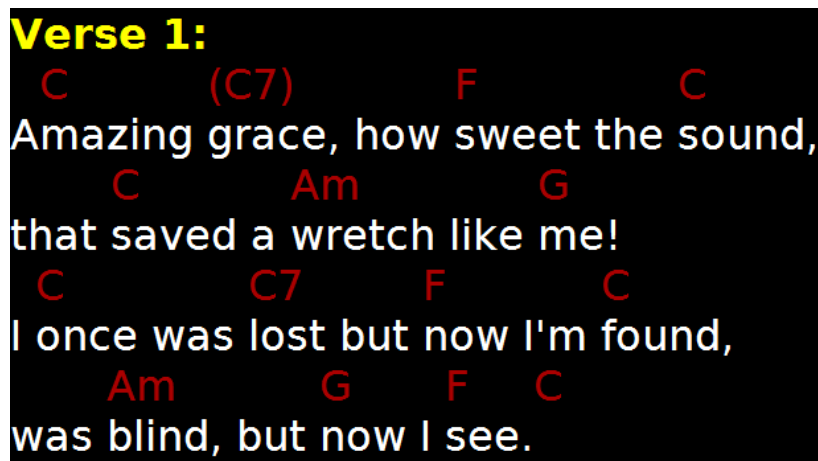 Verse 1:
C (C7) F C
Amazing grace, how sweet the sound,
C Am G
that saved a wretch like me!
C C7 F C
I once was lost but now I'm found,
Am G F C
was blind, but now I see.